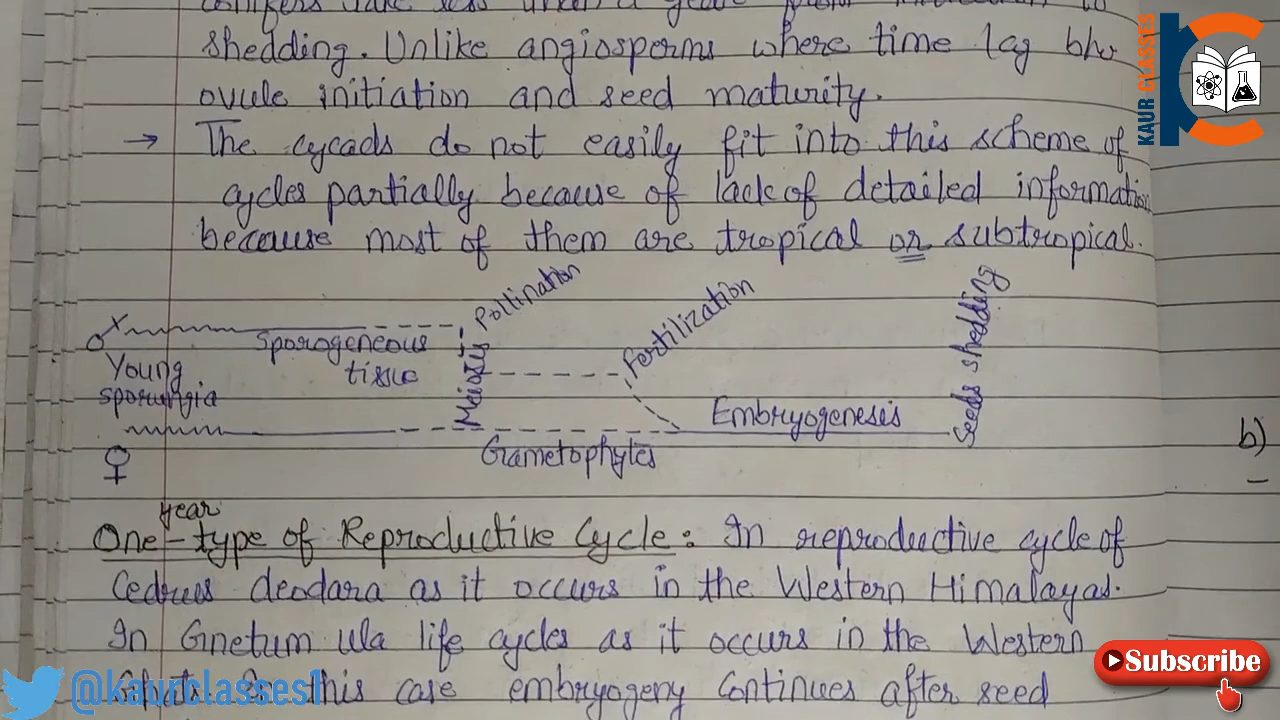 shedding. Unlike angiosperms where time lag b/w
ovule initiation and seed maturity.
→ The cycads do not easily fit into this scheme of
cycles partially because of lack of detailed information
because most of them are tropical or subtropical.
Pollination
Fertilization
Seeds shedding
♂
Sporogeneous
tissue
Young
sporangia
Embryogenesis
Grametophytes
♀
b)
year
One-type of Reproductive Cycle: In reproductive cycle of
Cedrus deodara as it occurs in the Western Himalayas.
In Gnetum ula life cycles as it occurs in the Western
this case embryogeny continues after seed
KAUR CLASSES
Subscribe
@kaurclasses1